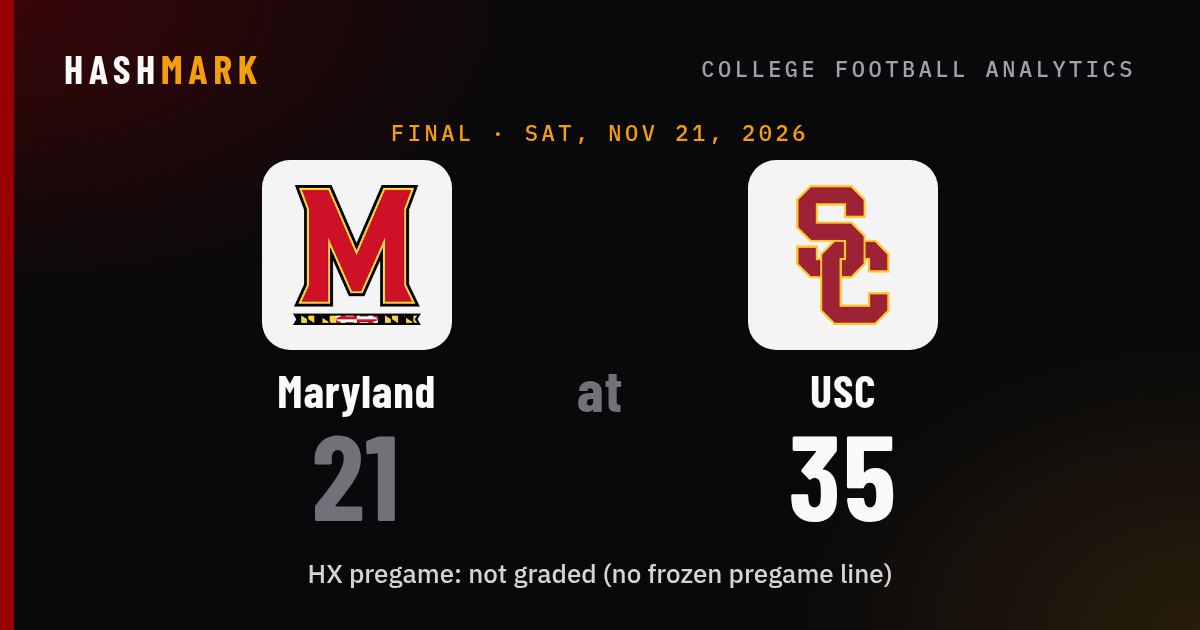 HASHMARK
COLLEGE FOOTBALL ANALYTICS
FINAL · SAT, NOV 21, 2026
M
SC
Maryland
at
USC
21
35
HX pregame: not graded (no frozen pregame line)